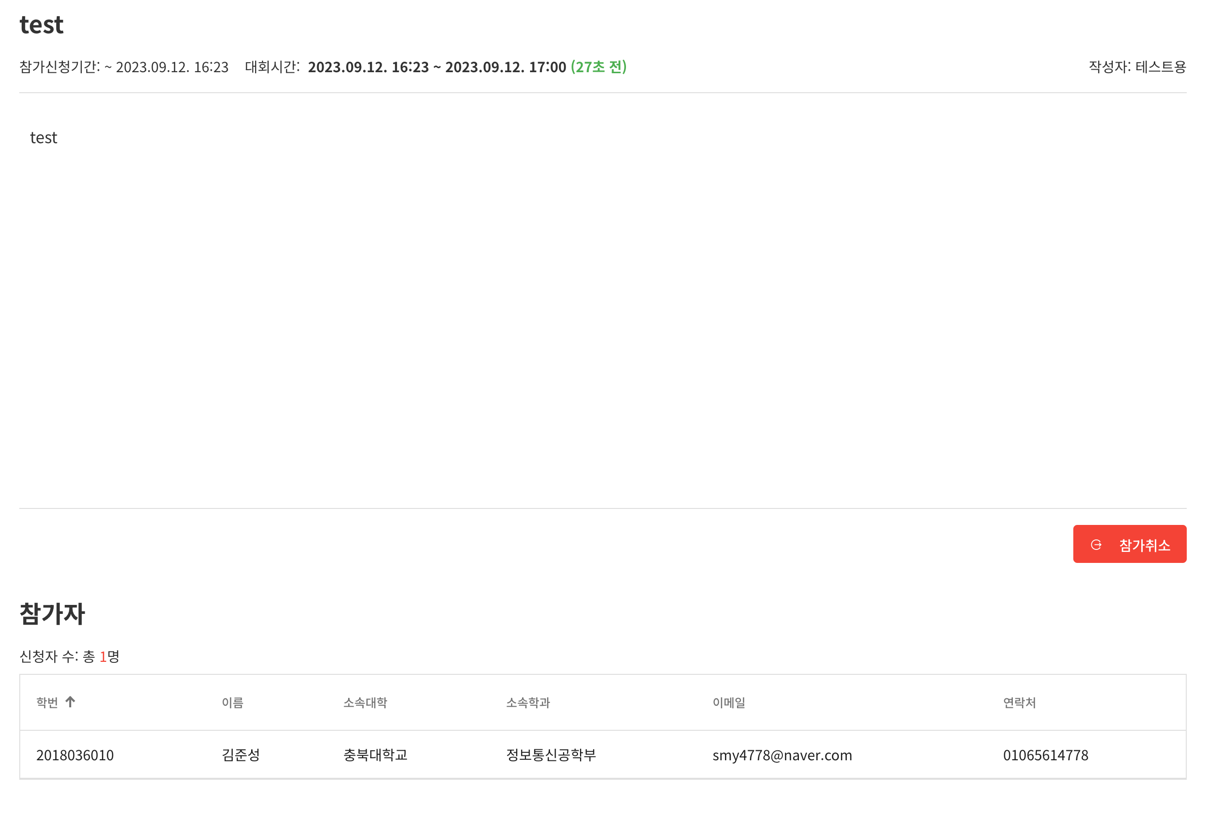 test
참가신청기간: ~ 2023.09.12. 16:23 대회시간: 2023.09.12. 16:23 ~ 2023.09.12. 17:00 (27초 전) 작성자: 테스트용
test
참가취소
참가자
신청자 수: 총 1명
학번 ↑ 이름 소속대학 소속학과 이메일 연락처
2018036010 김준성 충북대학교 정보통신공학부 smy4778@naver.com 01065614778